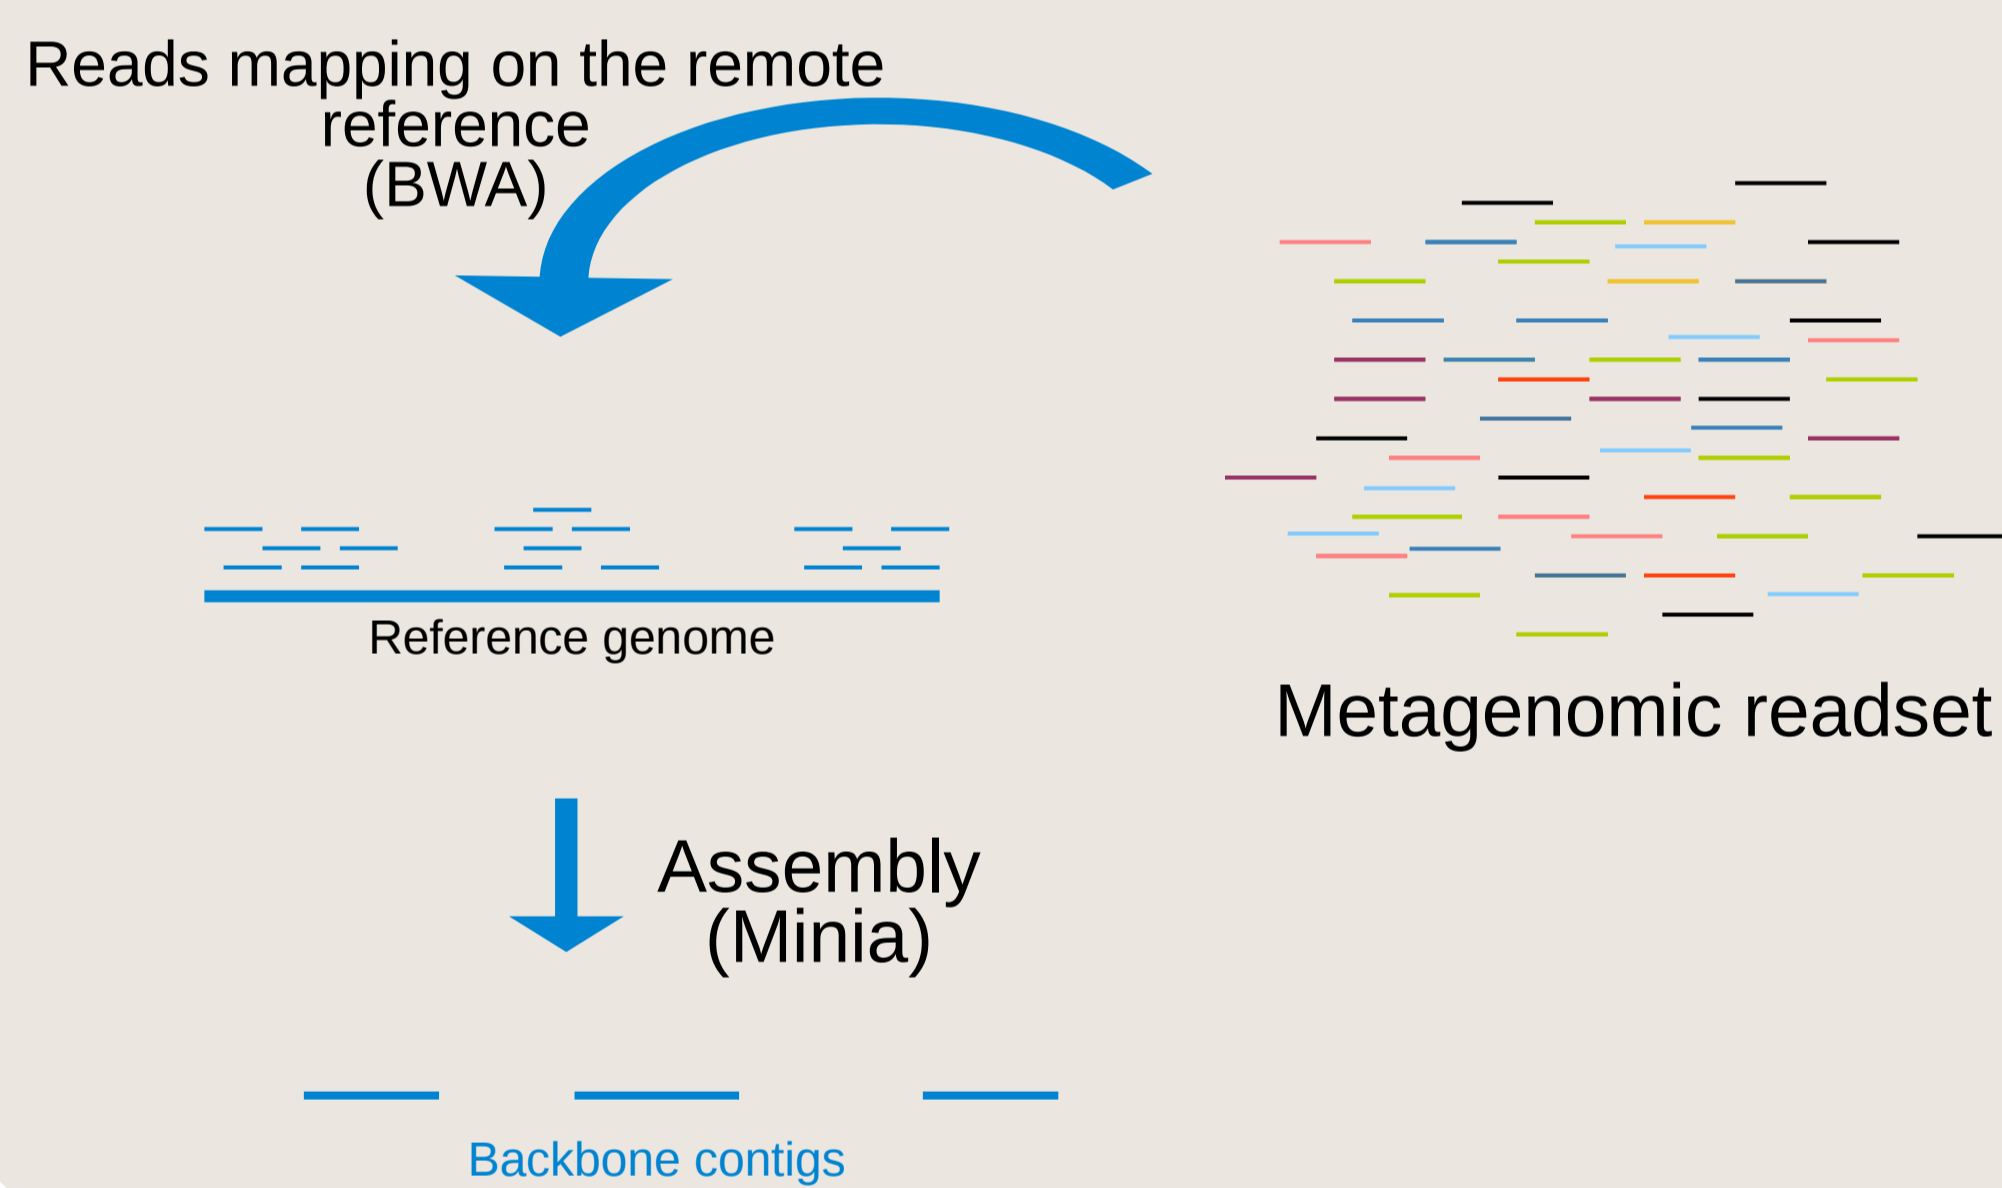 Reads mapping on the remote
reference
(BWA)
Reference genome
Metagenomic readset
Assembly
(Minia)
Backbone contigs